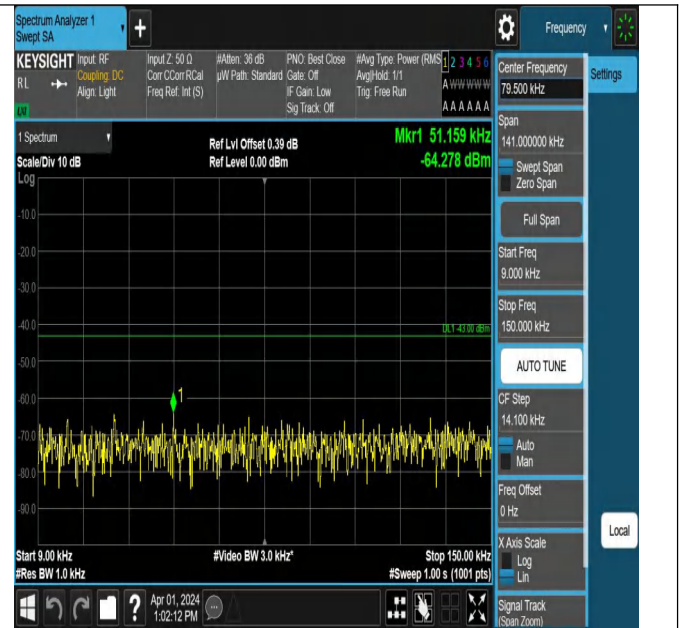 Spectrum Analyzer 1
Swept SA
+
Frequency
KEYSIGHT
Input: RF
Coupling: DC
Align: Light
Input Z: 50 Ω
Corr CCorr RCal
Freq Ref: Int (S)
#Atten: 36 dB
µW Path: Standard
PNO: Best Close
Gate: Off
IF Gain: Low
Sig Track: Off
#Avg Type: Power (RMS
Avg|Hold: 1/1
Trig: Free Run
1 2 3 4 5 6
A W W W W W
A A A A A A
R L
LXI
1 Spectrum
Scale/Div 10 dB
Log
Ref Lvl Offset 0.39 dB
Ref Level 0.00 dBm
Mkr1 51.159 kHz
-64.278 dBm
-10.0
-20.0
-30.0
-40.0
DL1 -43.00 dBm
-50.0
-60.0
1
-70.0
-80.0
-90.0
Start 9.00 kHz
#Res BW 1.0 kHz
#Video BW 3.0 kHz*
Stop 150.00 kHz
#Sweep 1.00 s (1001 pts)
Center Frequency
79.500 kHz
Settings
Span
141.000000 kHz
Swept Span
Zero Span
Full Span
Start Freq
9.000 kHz
Stop Freq
150.000 kHz
AUTO TUNE
CF Step
14.100 kHz
Auto
Man
Freq Offset
0 Hz
X Axis Scale
Log
Lin
Local
Signal Track
(Span Zoom)
?
Apr 01, 2024
1:02:12 PM